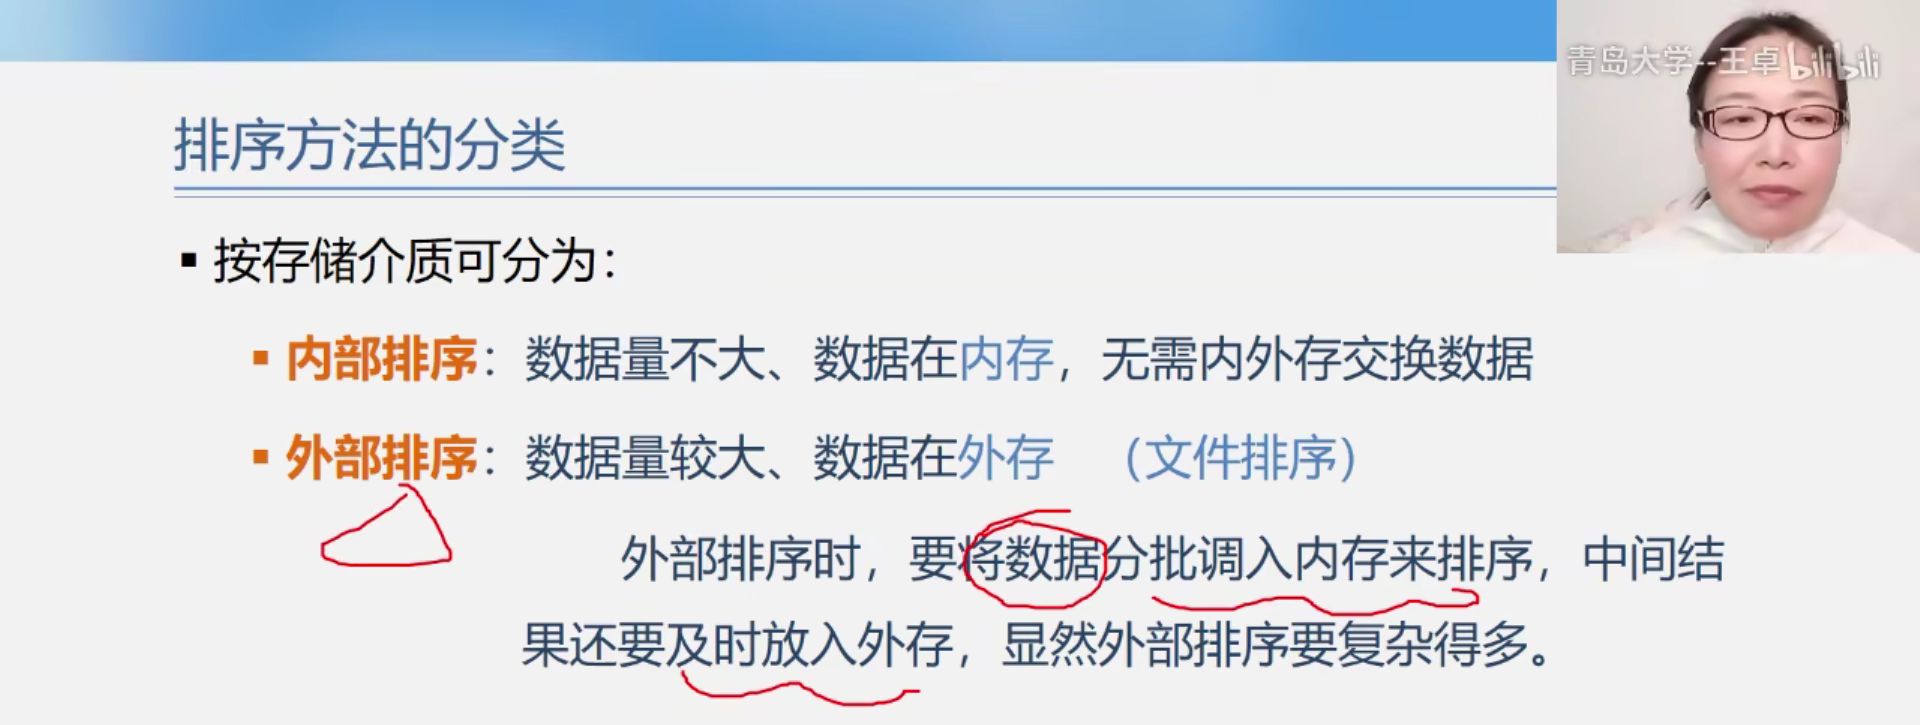 青岛大学--王卓 bilibili
排序方法的分类
▪ 按存储介质可分为：
▪ 内部排序：数据量不大、数据在内存，无需内外存交换数据
▪ 外部排序：数据量较大、数据在外存 （文件排序）
外部排序时，要将数据分批调入内存来排序，中间结
果还要及时放入外存，显然外部排序要复杂得多。